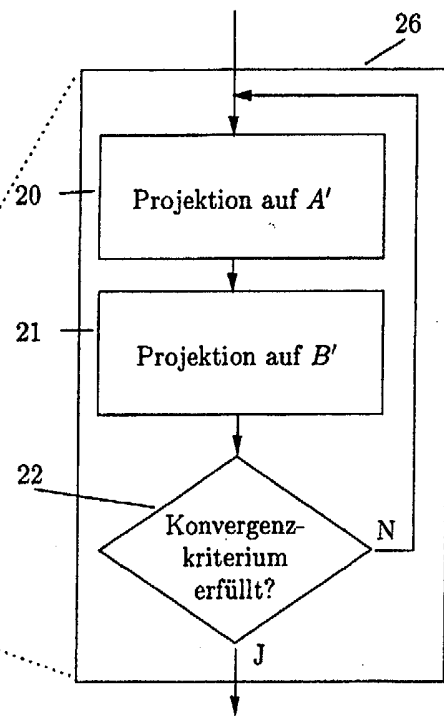 26
20
Projektion auf A′
21
Projektion auf B′
22
Konvergenz-
kriterium
erfüllt?
N
J